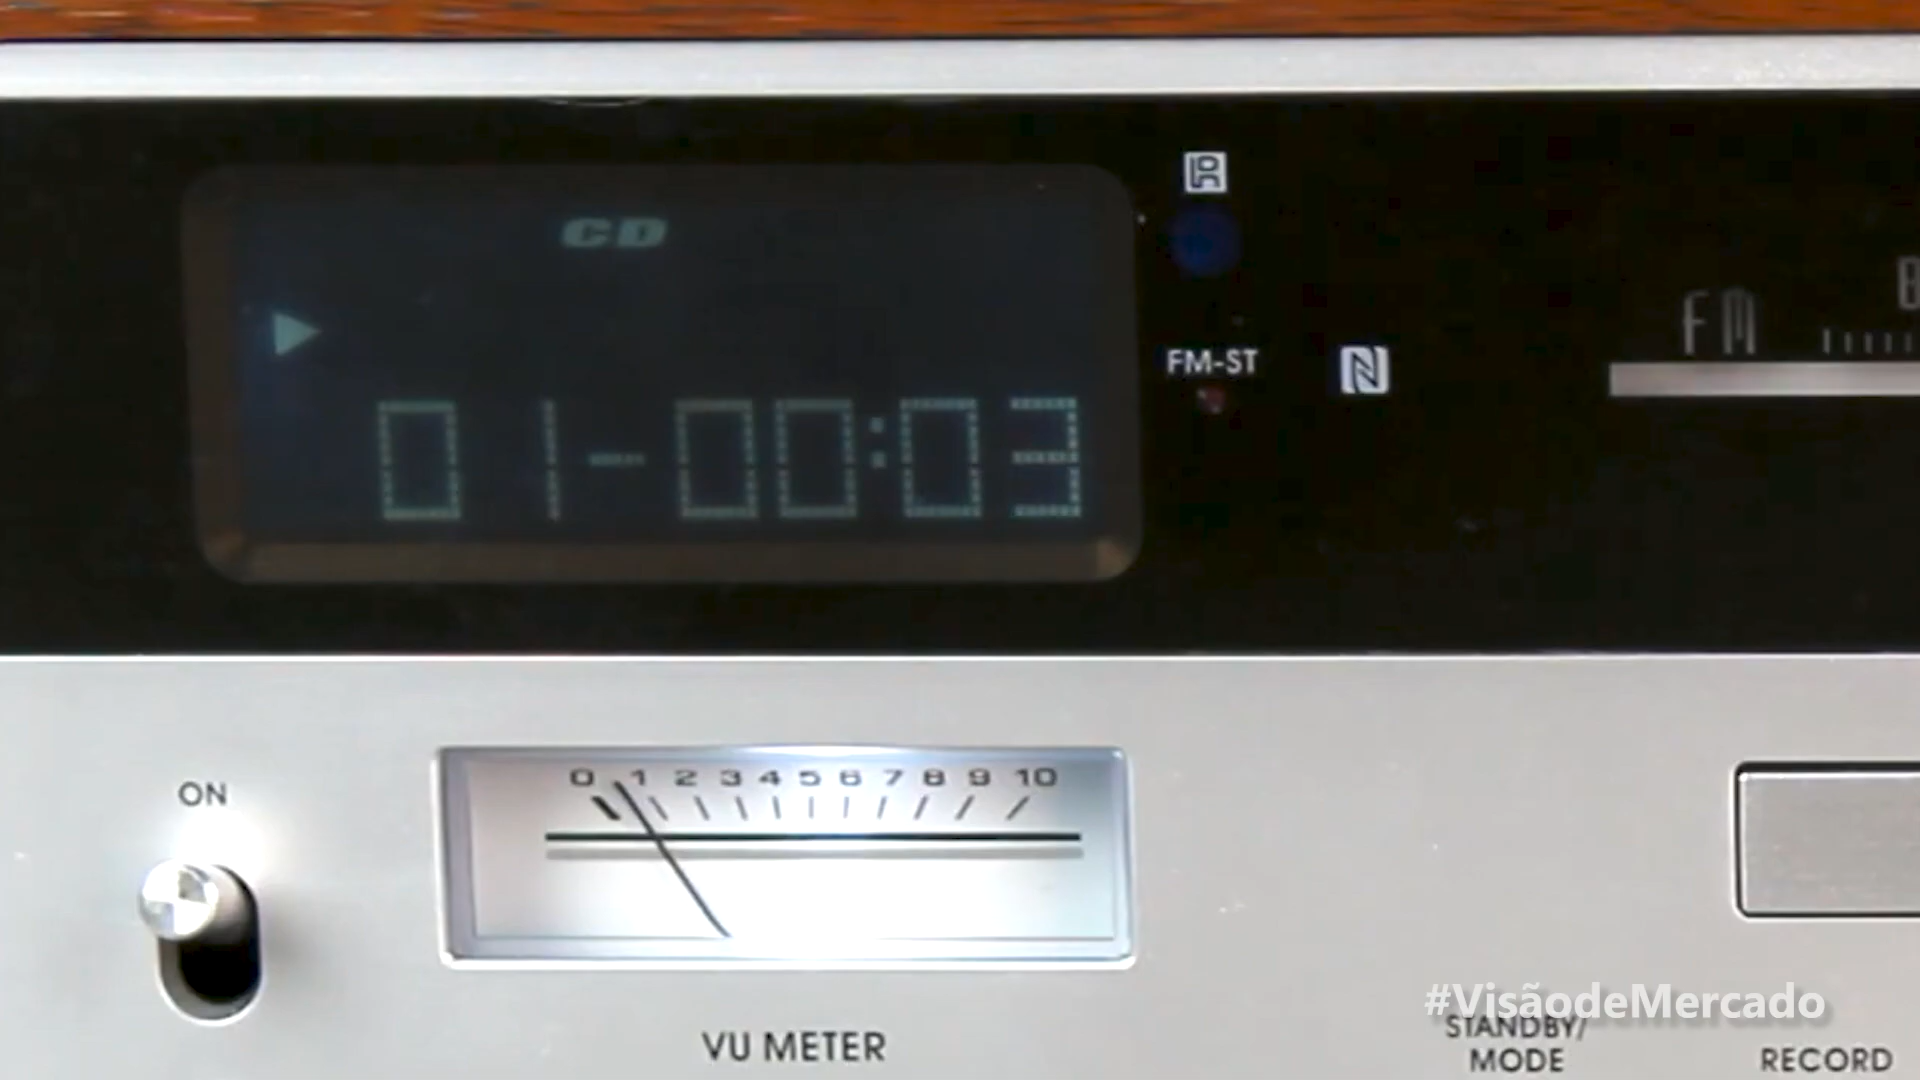 CD
01-00:03
FM-ST
FM
ON
0 1 2 3 4 5 6 7 8 9 10
VU METER
#VisãodeMercado
STANDBY/
MODE
RECORD